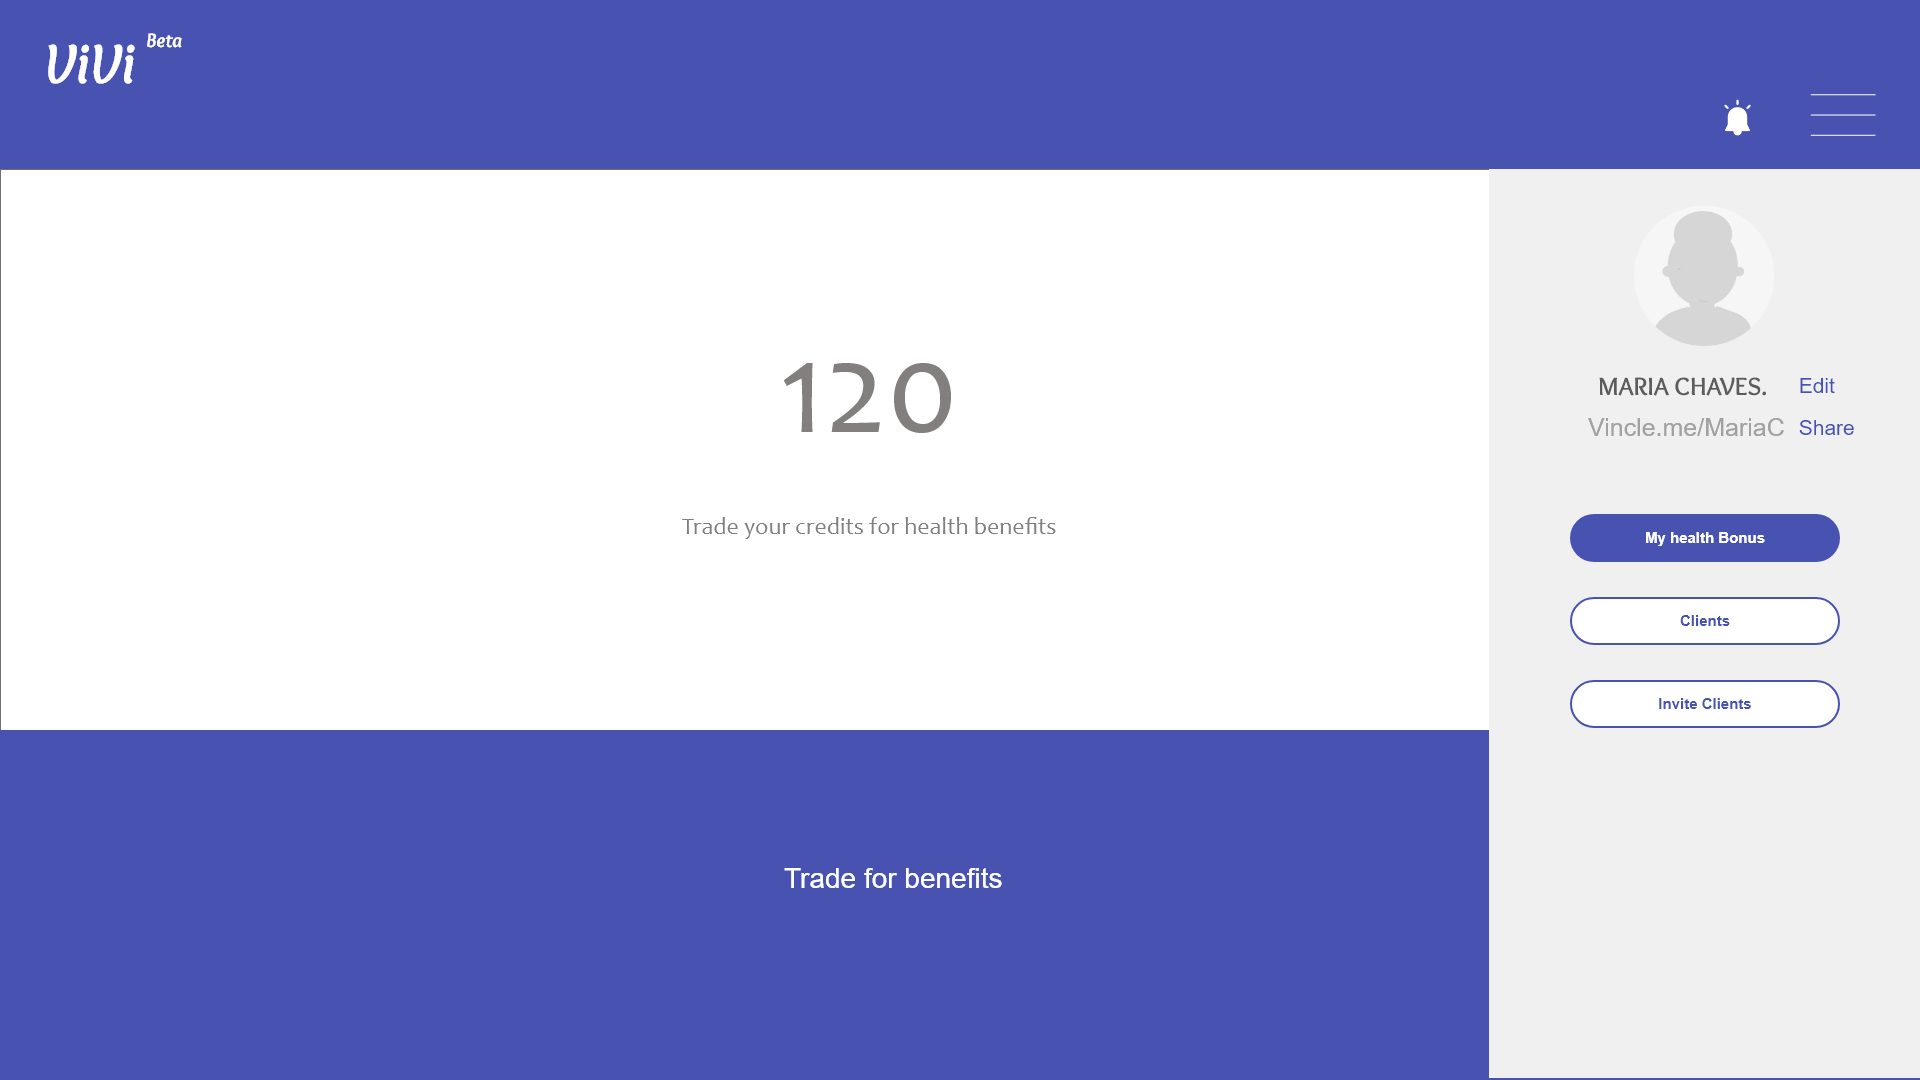 ViVi Beta
120
Trade your credits for health benefits
Trade for benefits
MARIA CHAVES. Edit
Vincle.me/MariaC Share
My health Bonus
Clients
Invite Clients